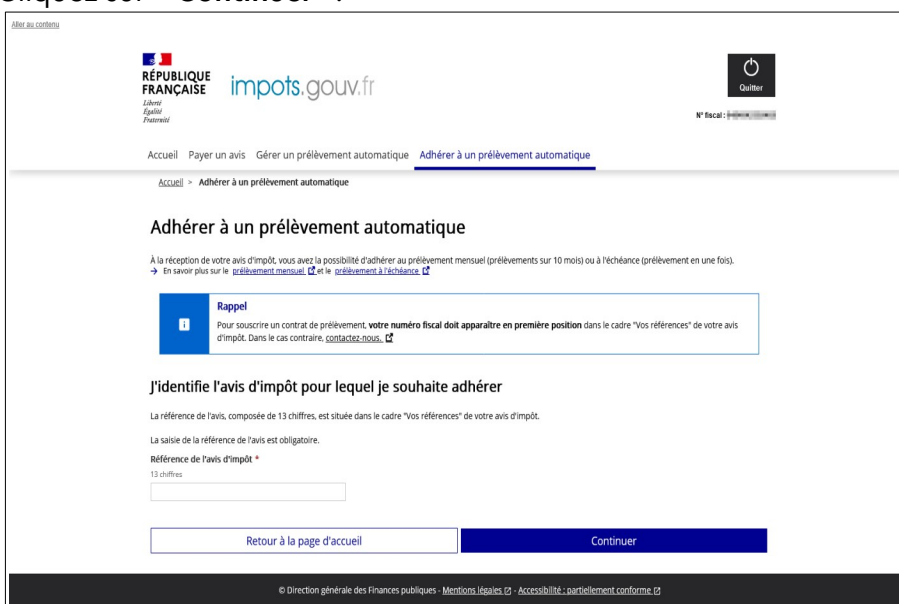 Cliquez sur " Continuer ".
Aller au contenu
RÉPUBLIQUE
FRANÇAISE
Liberté
Égalité
Fraternité
impots.gouv.fr
Quitter
N° fiscal :
Accueil Payer un avis Gérer un prélèvement automatique Adhérer à un prélèvement automatique
Accueil > Adhérer à un prélèvement automatique
Adhérer à un prélèvement automatique
À la réception de votre avis d'impôt, vous avez la possibilité d'adhérer au prélèvement mensuel (prélèvements sur 10 mois) ou à l'échéance (prélèvement en une fois).
→ En savoir plus sur le prélèvement mensuel et le prélèvement à l'échéance
Rappel
Pour souscrire un contrat de prélèvement, votre numéro fiscal doit apparaître en première position dans le cadre "Vos références" de votre avis
d'impôt. Dans le cas contraire, contactez-nous.
J'identifie l'avis d'impôt pour lequel je souhaite adhérer
La référence de l'avis, composée de 13 chiffres, est située dans le cadre "Vos références" de votre avis d'impôt.
La saisie de la référence de l'avis est obligatoire.
Référence de l'avis d'impôt *
13 chiffres
Retour à la page d'accueil
Continuer
© Direction générale des Finances publiques - Mentions légales - Accessibilité : partiellement conforme